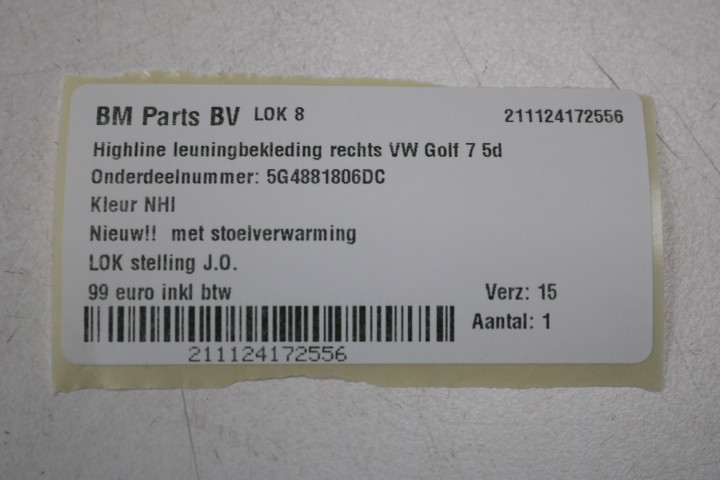 BM Parts BV LOK 8 211124172556
Highline leuningbekleding rechts VW Golf 7 5d
Onderdeelnummer: 5G4881806DC
Kleur NHI
Nieuw!! met stoelverwarming
LOK stelling J.O.
99 euro inkl btw Verz: 15
Aantal: 1
211124172556